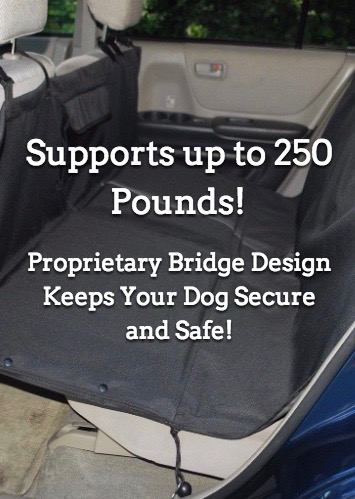 Supports up to 250
Pounds!
Proprietary Bridge Design
Keeps Your Dog Secure
and Safe!